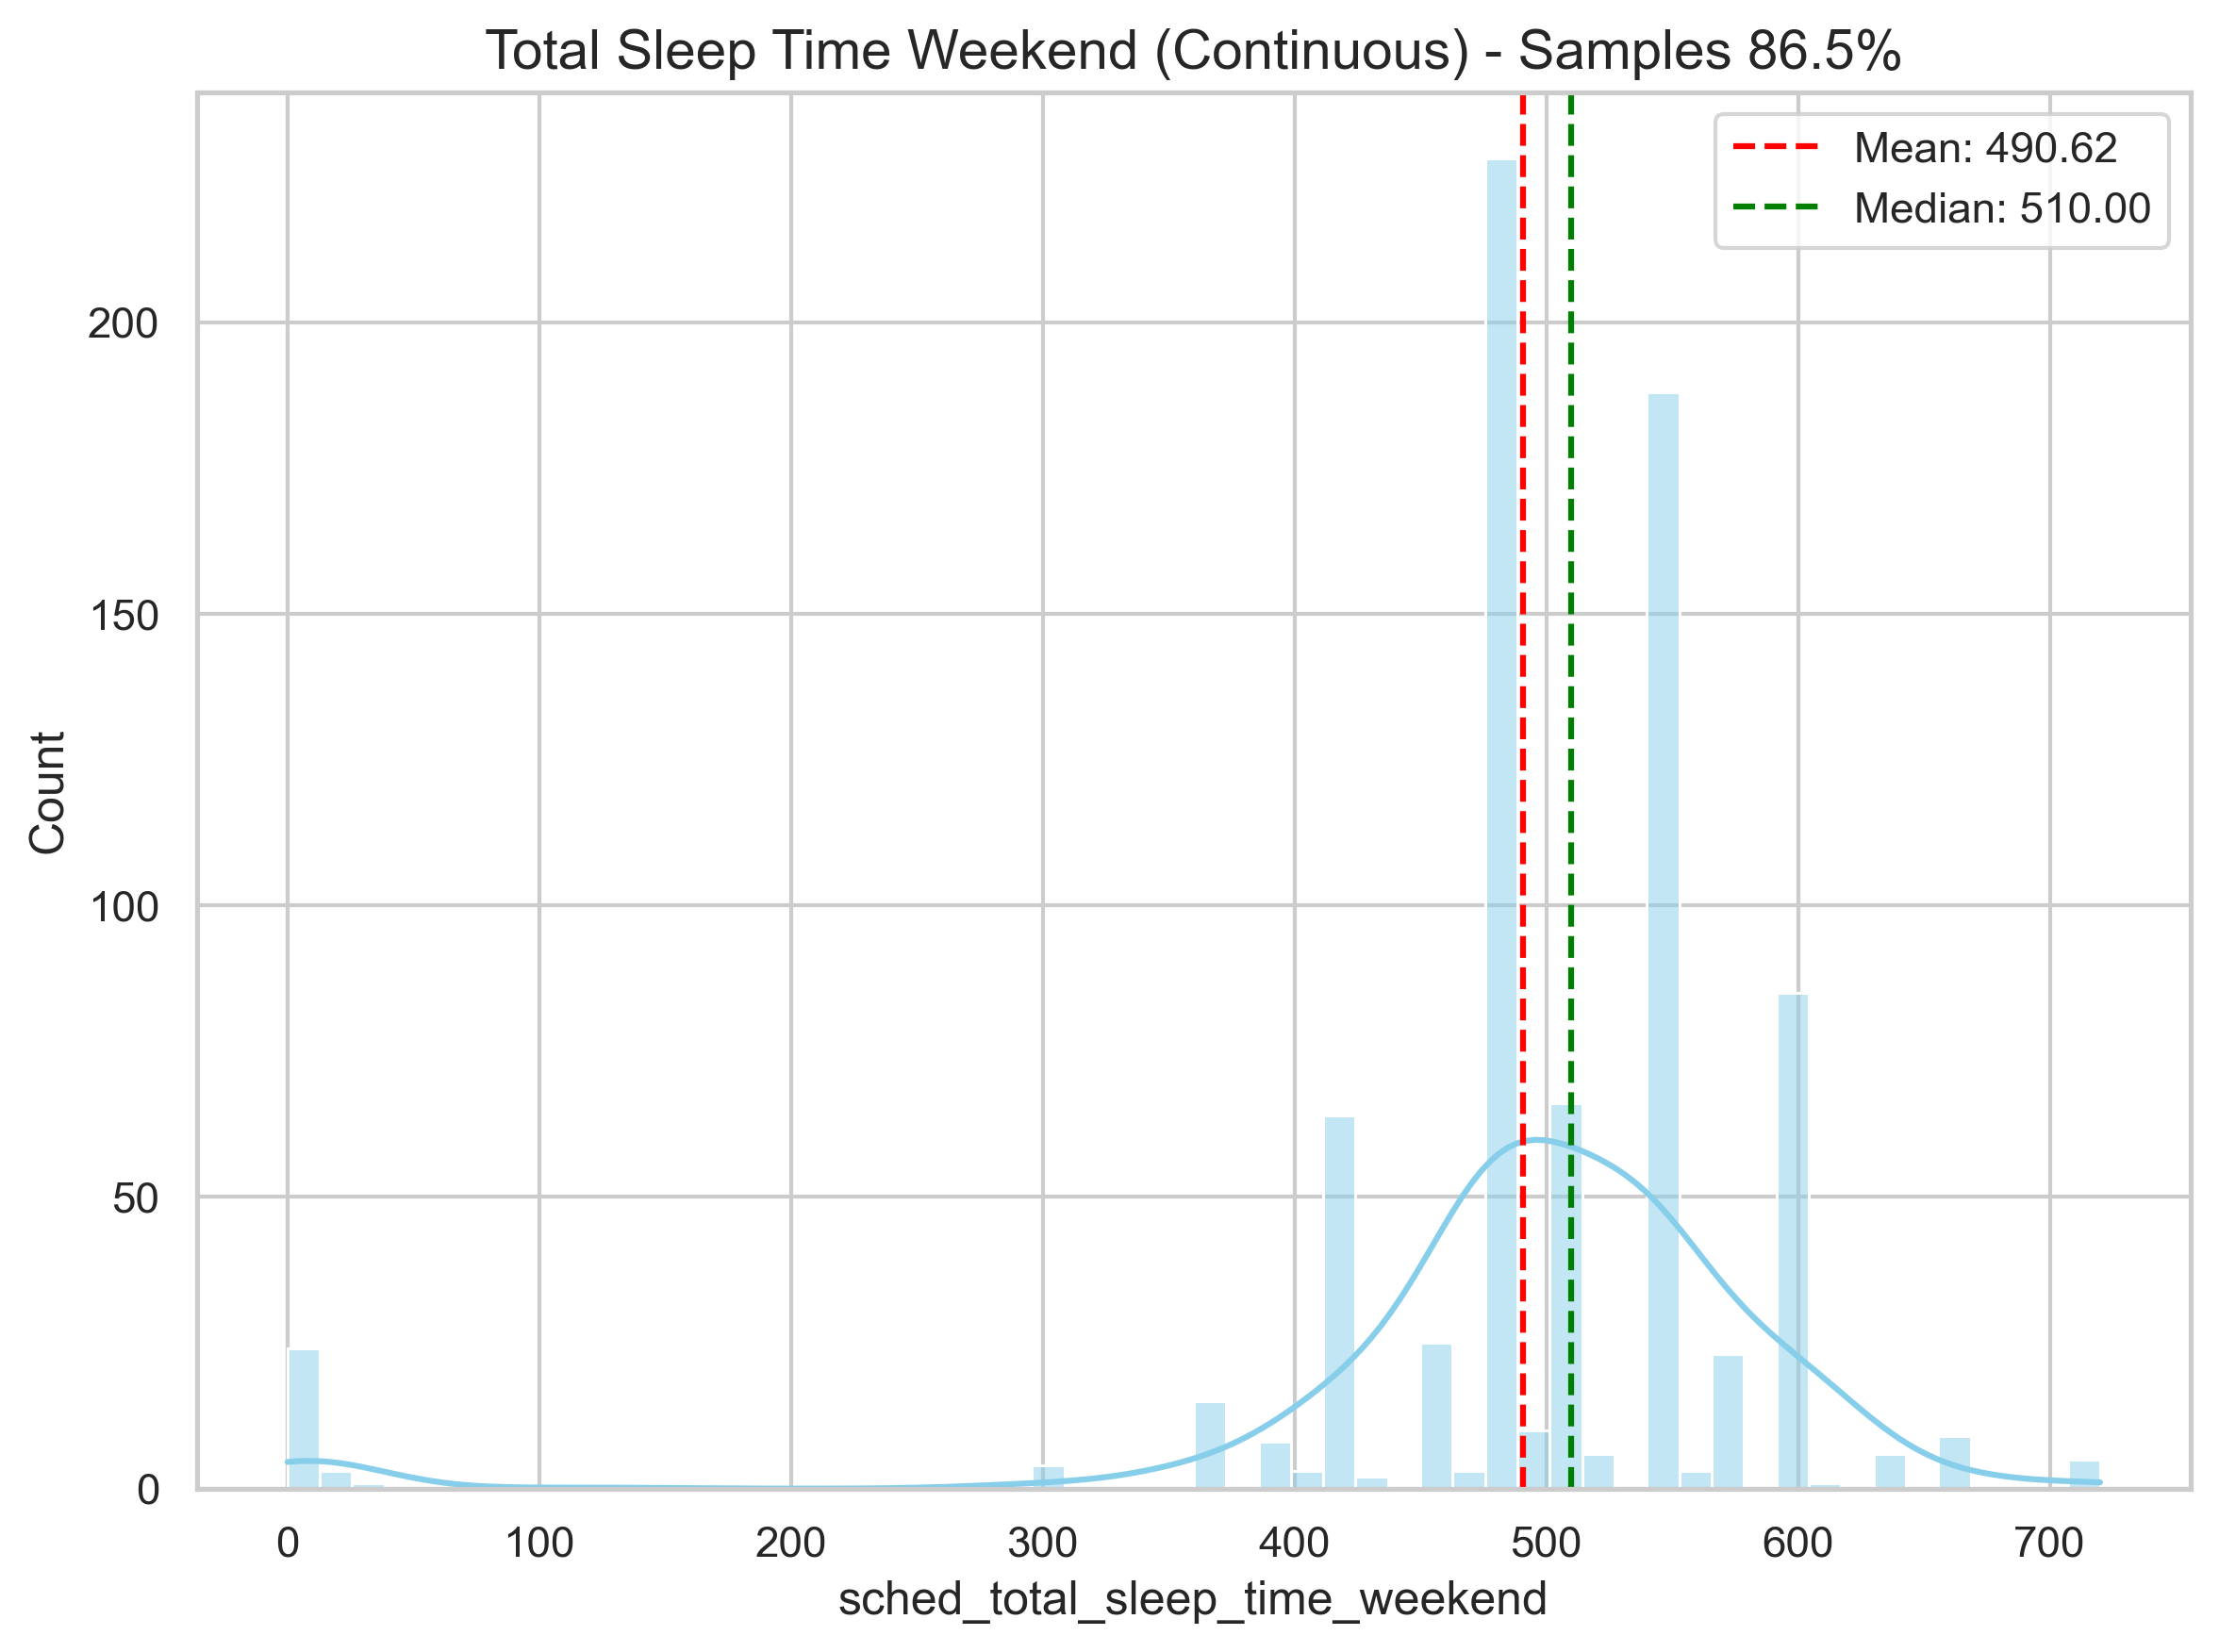 Total Sleep Time Weekend (Continuous) - Samples 86.5%
Mean: 490.62
Median: 510.00
200
150
100
50
0
Count
0 100 200 300 400 500 600 700
sched_total_sleep_time_weekend